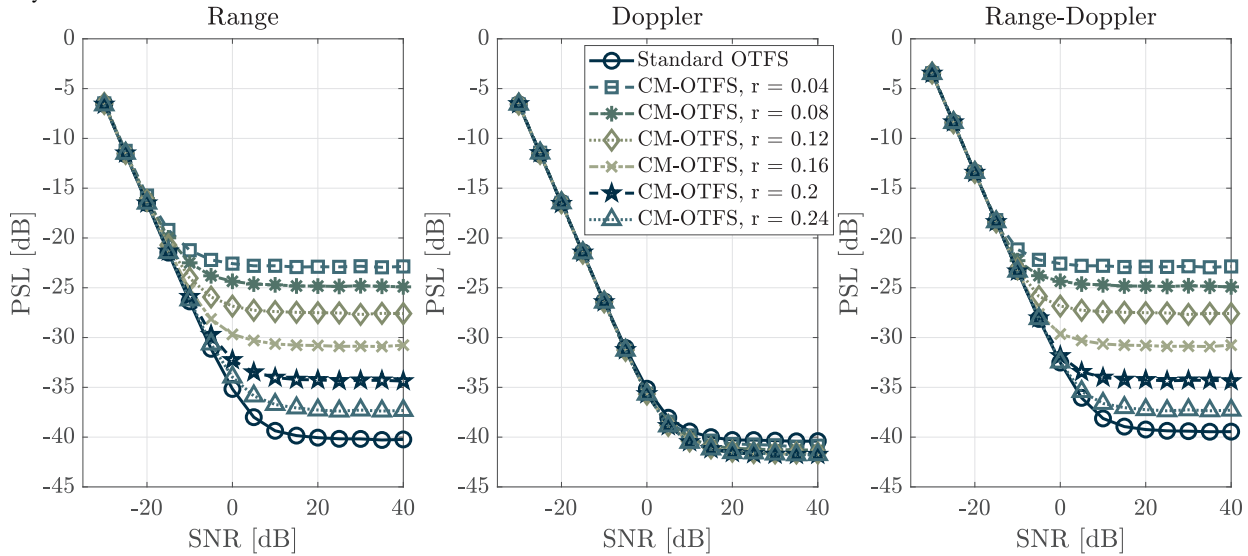 Range
Doppler
Range-Doppler
0
-5
-10
-15
-20
-25
-30
-35
-40
-45
-20
0
20
40
PSL [dB]
SNR [dB]
0
-5
-10
-15
-20
-25
-30
-35
-40
-45
-20
0
20
40
PSL [dB]
SNR [dB]
Standard OTFS
CM-OTFS, r = 0.04
CM-OTFS, r = 0.08
CM-OTFS, r = 0.12
CM-OTFS, r = 0.16
CM-OTFS, r = 0.2
CM-OTFS, r = 0.24
0
-5
-10
-15
-20
-25
-30
-35
-40
-45
-20
0
20
40
PSL [dB]
SNR [dB]